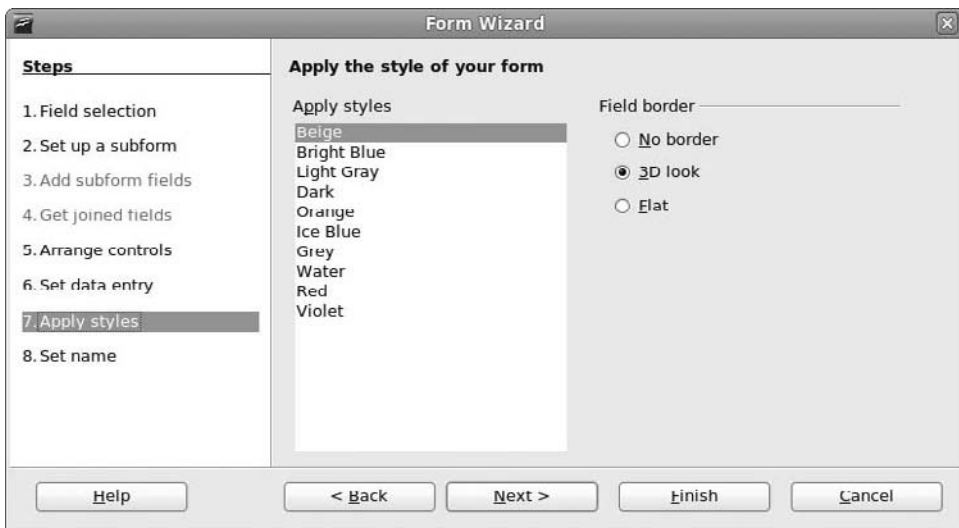 Form Wizard
Steps
1. Field selection
2. Set up a subform
3. Add subform fields
4. Get joined fields
5. Arrange controls
6. Set data entry
7. Apply styles
8. Set name
Apply the style of your form
Apply styles
Beige
Bright Blue
Light Gray
Dark
Orange
Ice Blue
Grey
Water
Red
Violet
Field border
No border
3D look
Flat
Help
< Back
Next >
Finish
Cancel